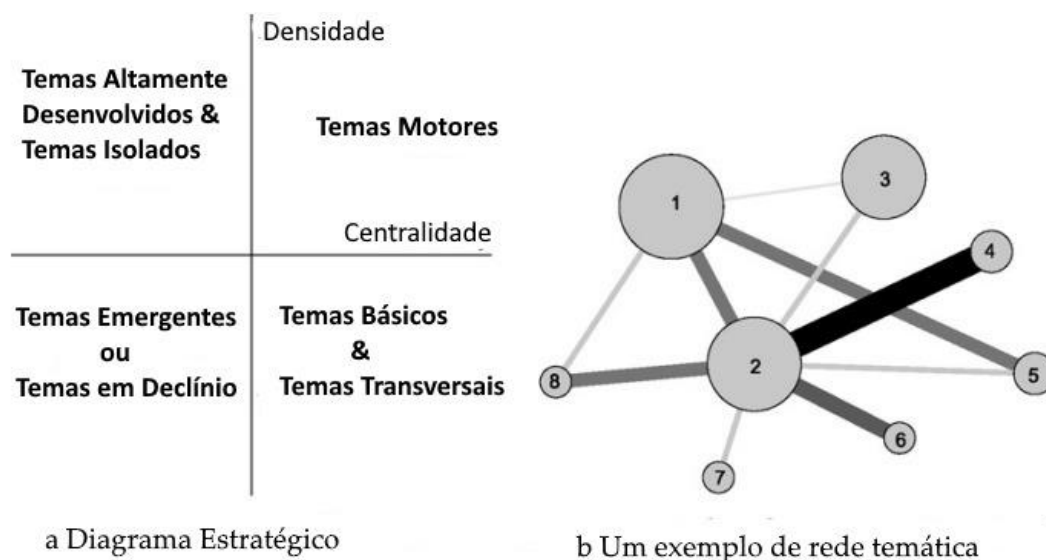 Densidade
Temas Altamente
Desenvolvidos &
Temas Isolados
Temas Motores
Centralidade
Temas Emergentes
ou
Temas em Declínio
Temas Básicos
&
Temas Transversais
a Diagrama Estratégico
1
3
4
2
5
8
6
7
b Um exemplo de rede temática